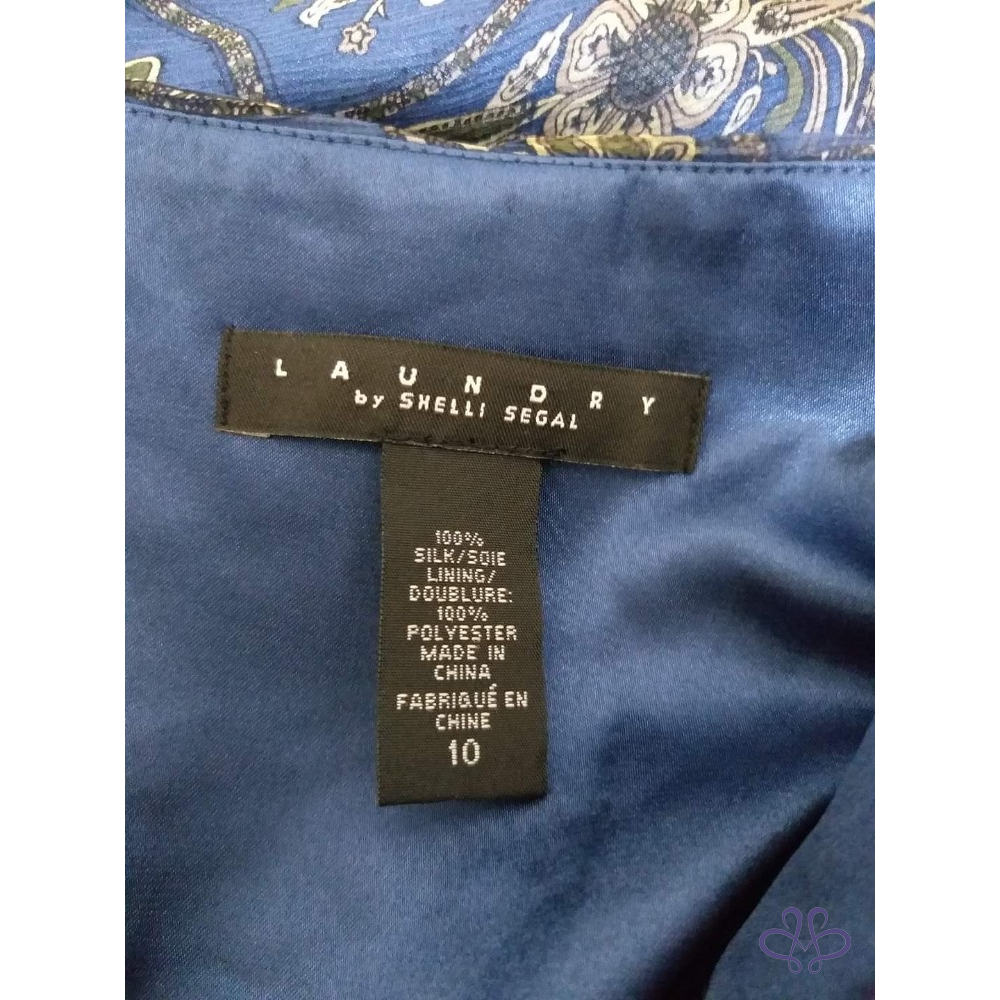 LAUNDRY
by SHELLI SEGAL
100%
SILK/SOIE
LINING/
DOUBLURE:
100%
POLYESTER
MADE IN
CHINA
FABRIQUÉ EN
CHINE
10